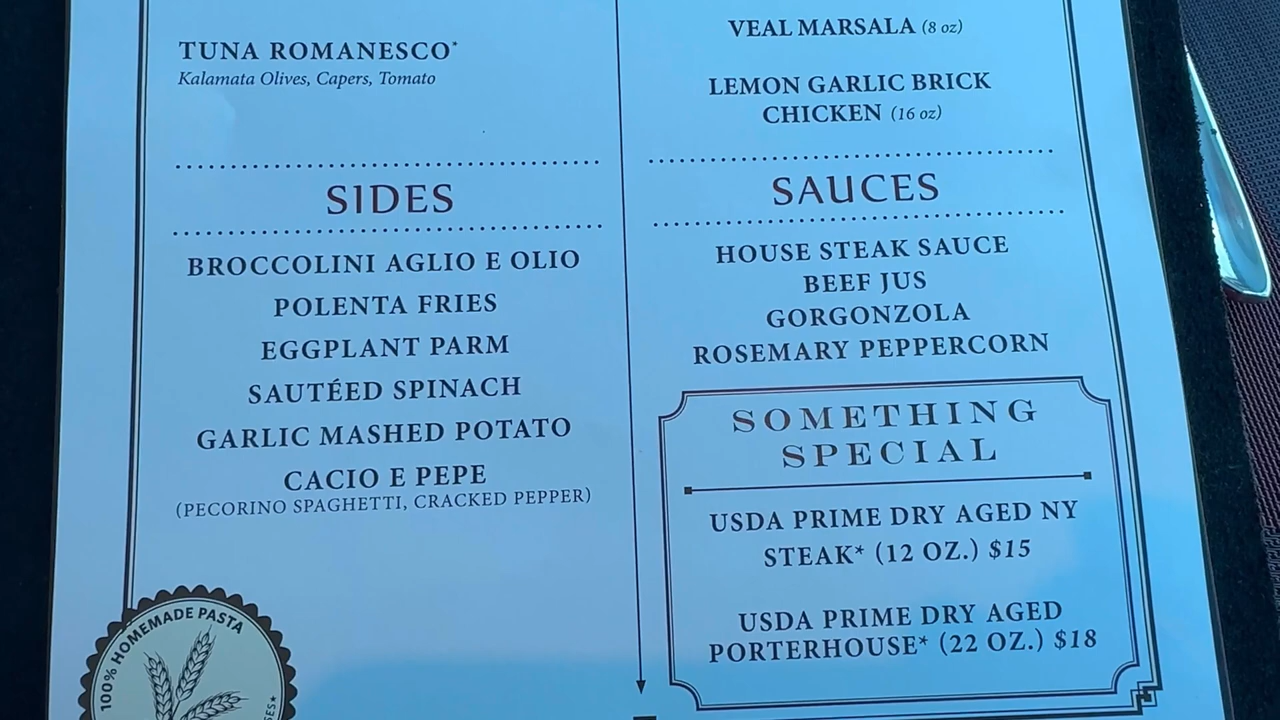 TUNA ROMANESCO*
Kalamata Olives, Capers, Tomato
SIDES
BROCCOLINI AGLIO E OLIO
POLENTA FRIES
EGGPLANT PARM
SAUTÉED SPINACH
GARLIC MASHED POTATO
CACIO E PEPE
(PECORINO SPAGHETTI, CRACKED PEPPER)
100% HOMEMADE PASTA
VEAL MARSALA (8 oz)
LEMON GARLIC BRICK
CHICKEN (16 oz)
SAUCES
HOUSE STEAK SAUCE
BEEF JUS
GORGONZOLA
ROSEMARY PEPPERCORN
SOMETHING
SPECIAL
USDA PRIME DRY AGED NY
STEAK* (12 OZ.) $15
USDA PRIME DRY AGED
PORTERHOUSE* (22 OZ.) $18